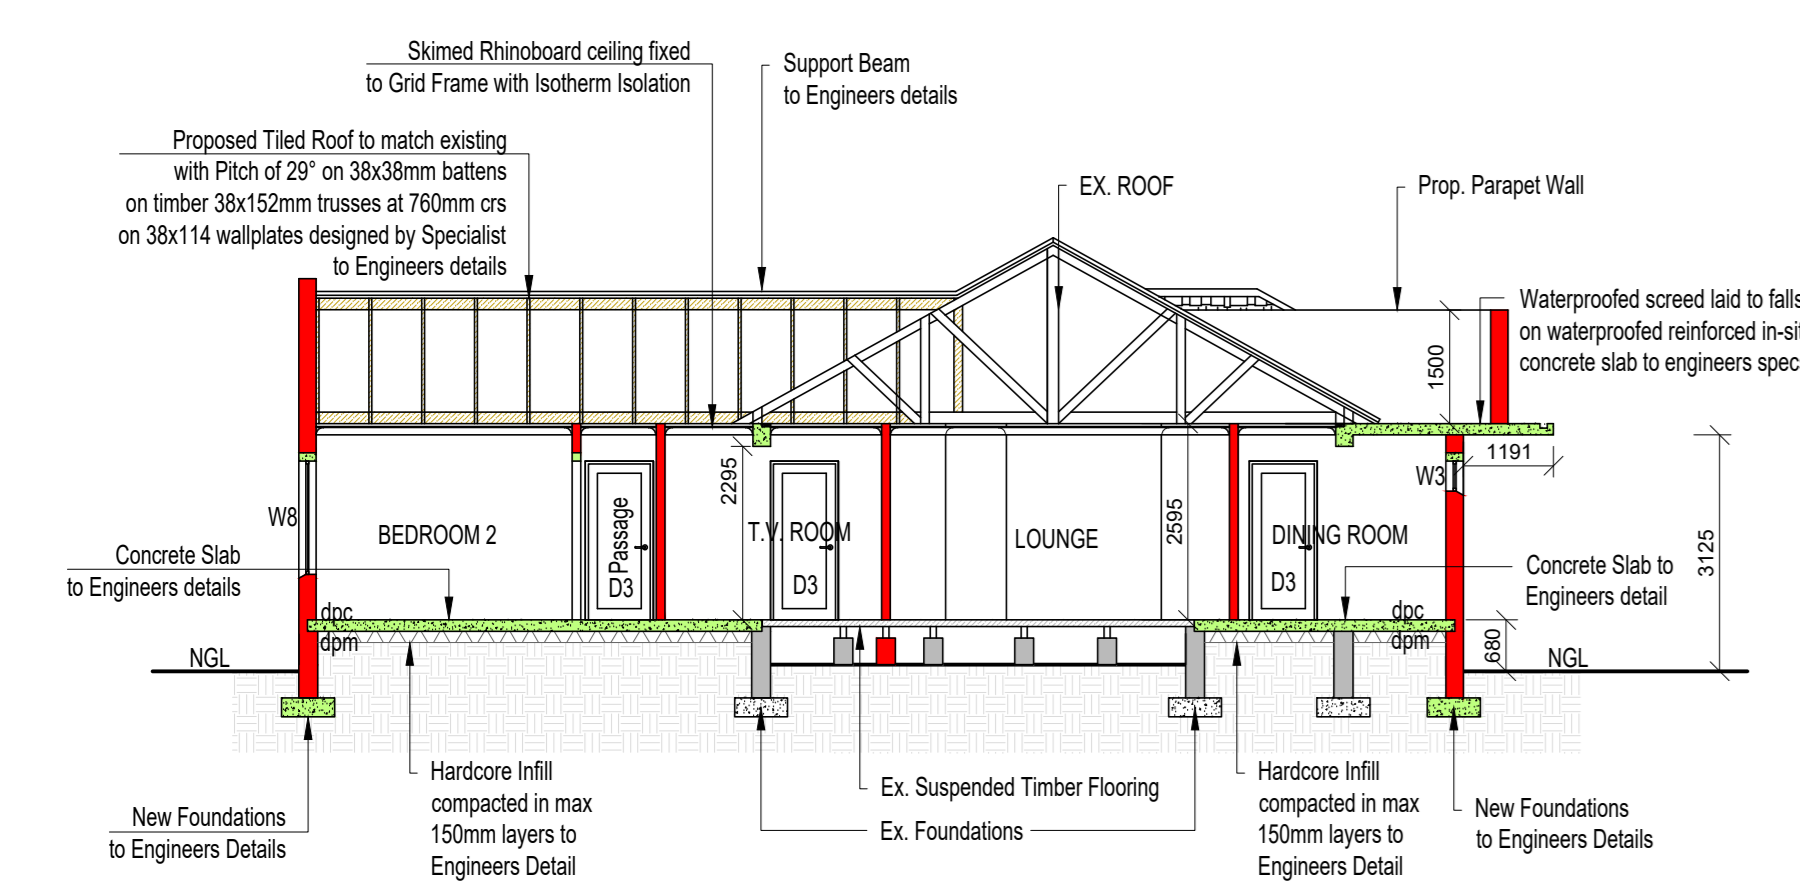 Skimed Rhinoboard ceiling fixed
to Grid Frame with Isotherm Isolation
Support Beam
to Engineers details
Proposed Tiled Roof to match existing
with Pitch of 29° on 38x38mm battens
on timber 38x152mm trusses at 760mm crs
on 38x114 wallplates designed by Specialist
to Engineers details
EX. ROOF
Prop. Parapet Wall
Waterproofed screed laid to falls
on waterproofed reinforced in-sit
concrete slab to engineers spec
1500
1191
W3
2295
W8
BEDROOM 2
Passage
D3
T.V. ROOM
D3
LOUNGE
2595
DINING ROOM
D3
3125
Concrete Slab
to Engineers details
Concrete Slab to
Engineers detail
dpc
dpm
dpc
dpm
680
NGL
NGL
Hardcore Infill
compacted in max
150mm layers to
Engineers Detail
Ex. Suspended Timber Flooring
Ex. Foundations
Hardcore Infill
compacted in max
150mm layers to
Engineers Detail
New Foundations
to Engineers Details
New Foundations
to Engineers Details